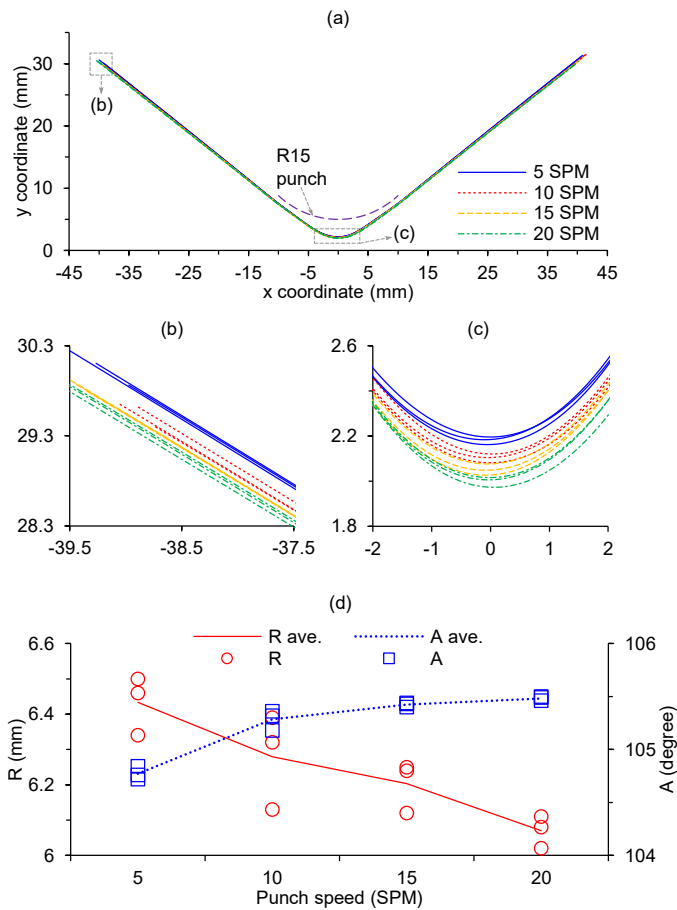 (a)
y coordinate (mm)
30
20
10
0
(b)
R15
punch
(c)
5 SPM
10 SPM
15 SPM
20 SPM
-45 -35 -25 -15 -5 5 15 25 35 45
x coordinate (mm)
(b)
30.3
29.3
28.3
-39.5 -38.5 -37.5
(c)
2.6
2.2
1.8
-2 -1 0 1 2
(d)
R ave. A ave.
R A
R (mm)
6.6
6.4
6.2
6
A (degree)
106
105
104
5 10 15 20
Punch speed (SPM)